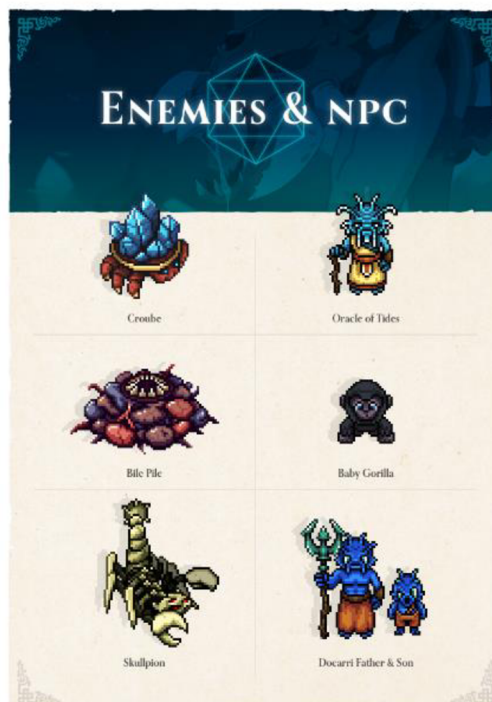 Enemies & NPC
Croube
Oracle of Tides
Bile Pile
Baby Gorilla
Skullpion
Docarri Father & Son